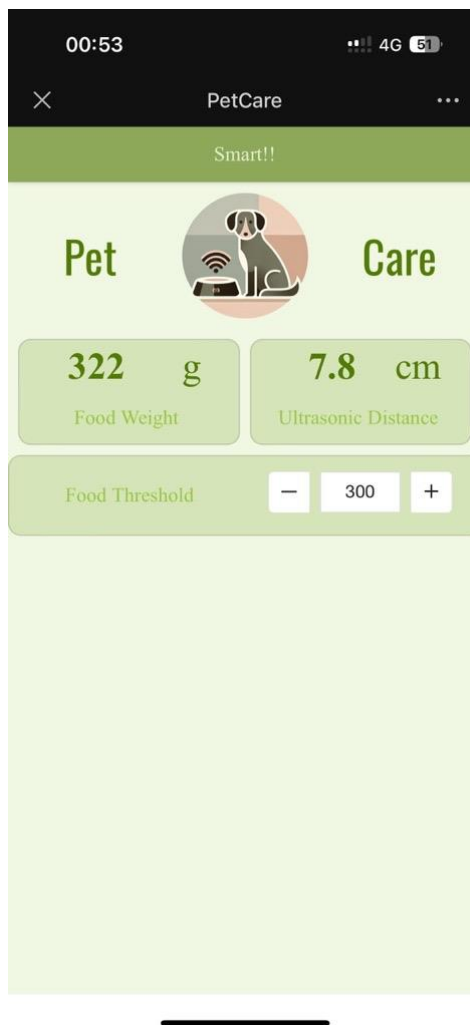 00:53 4G 51
PetCare
Smart!!
Pet Care
322 g 7.8 cm
Food Weight Ultrasonic Distance
Food Threshold 300